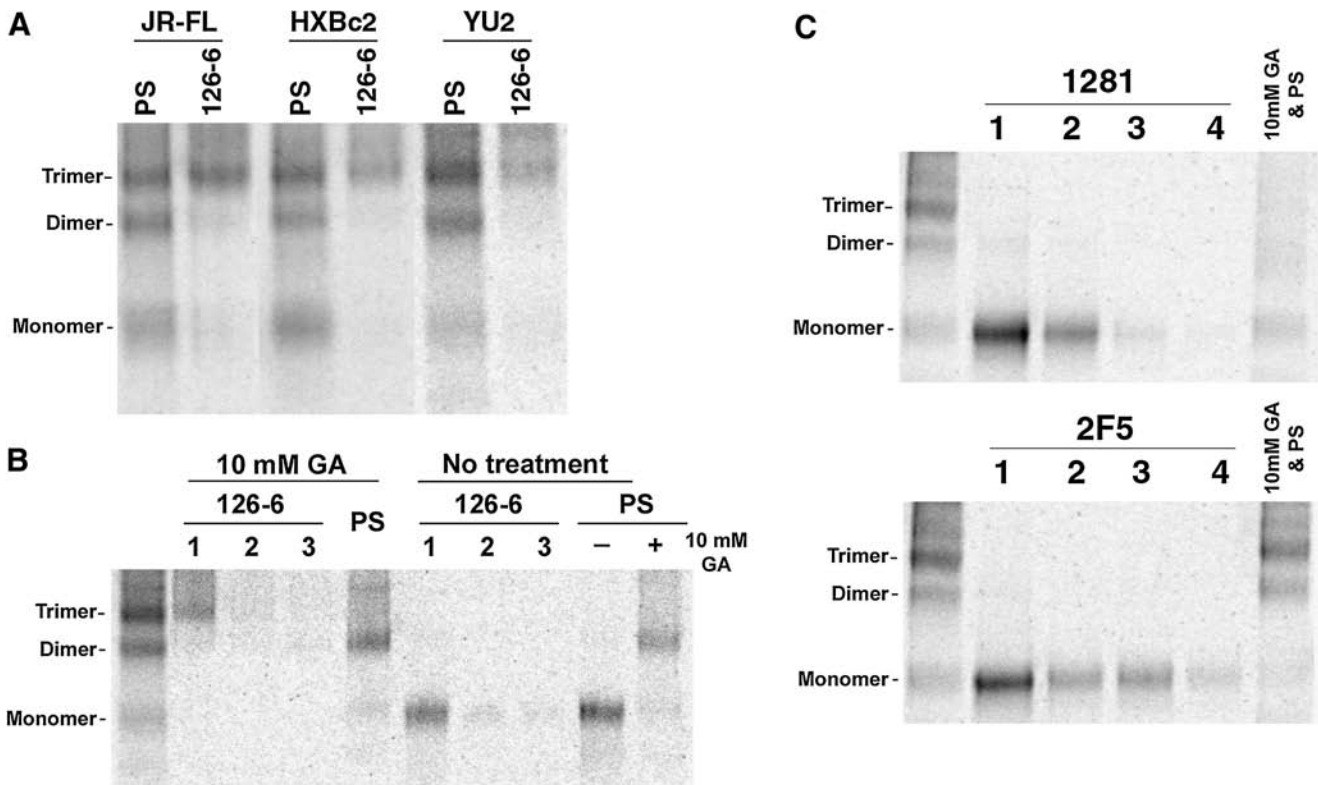 A
JR-FL HXBc2 YU2
PS 126-6 PS 126-6 PS 126-6
Trimer-
Dimer-
Monomer-
B
10 mM GA No treatment
126-6 PS 126-6 PS
1 2 3 1 2 3 – + 10 mM GA
Trimer-
Dimer-
Monomer-
C
1281
1 2 3 4 10mM GA & PS
Trimer-
Dimer-
Monomer-
2F5
1 2 3 4 10mM GA & PS
Trimer-
Dimer-
Monomer-